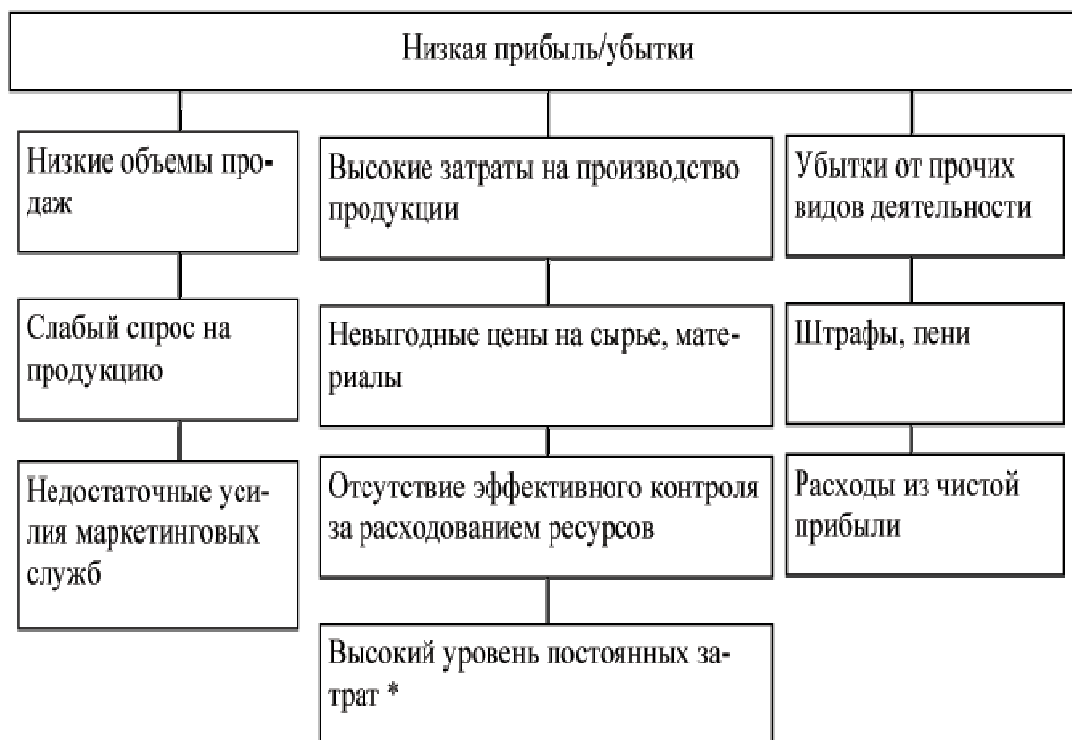 Низкая прибыль/убытки
Низкие объемы про-
даж
Высокие затраты на производство
продукции
Убытки от прочих
видов деятельности
Слабый спрос на
продукцию
Невыгодные цены на сырье, мате-
риалы
Штрафы, пени
Недостаточные уси-
лия маркетинговых
служб
Отсутствие эффективного контроля
за расходованием ресурсов
Расходы из чистой
прибыли
Высокий уровень постоянных за-
трат *